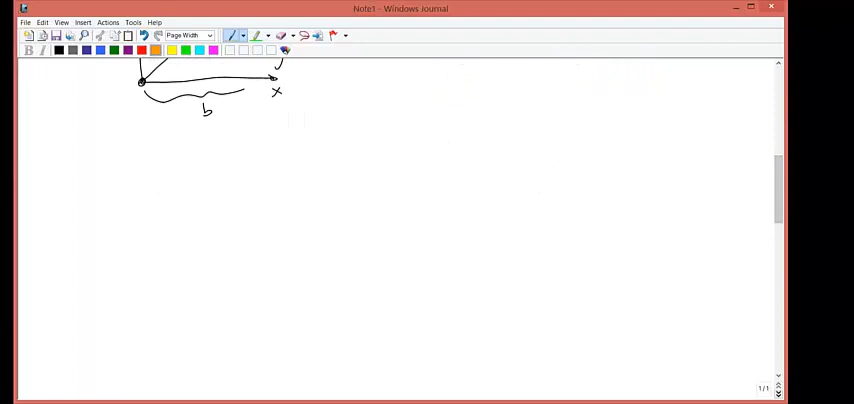 Note1 - Windows Journal
File Edit View Insert Actions Tools Help
Page Width
B I
x
b
1/1